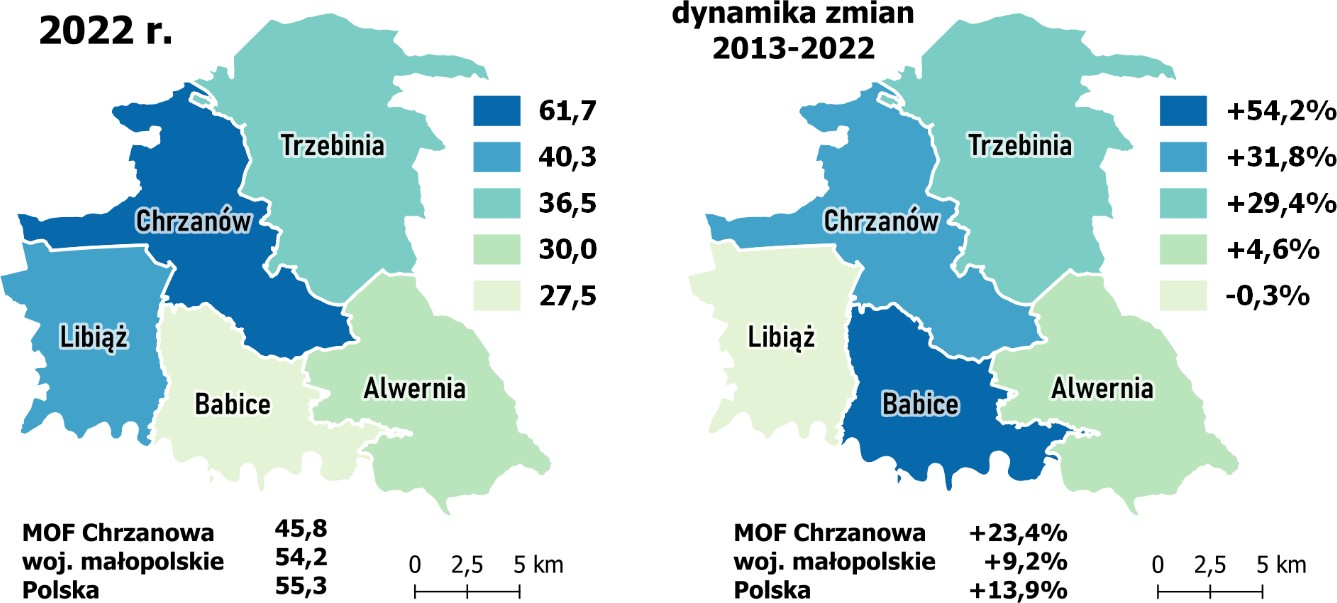 2022 r.
61,7
40,3
36,5
30,0
27,5
Trzebinia
Chrzanów
Libiąż
Babice
Alwernia
MOF Chrzanowa 45,8
woj. małopolskie 54,2
Polska 55,3
0 2,5 5 km
dynamika zmian
2013-2022
+54,2%
+31,8%
+29,4%
+4,6%
-0,3%
Trzebinia
Chrzanów
Libiąż
Babice
Alwernia
MOF Chrzanowa +23,4%
woj. małopolskie +9,2%
Polska +13,9%
0 2,5 5 km